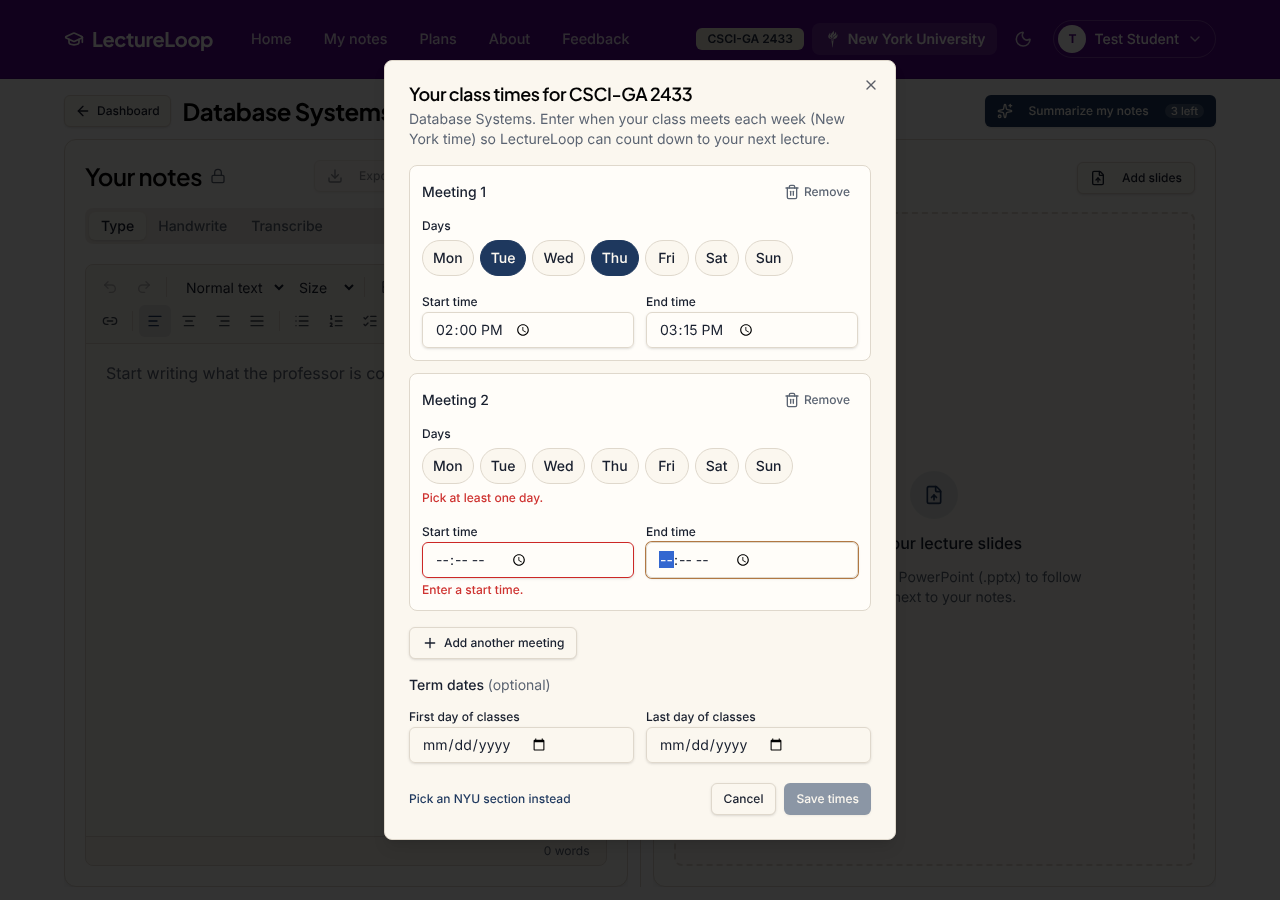 LectureLoop
Home
My notes
Plans
About
Feedback
CSCI-GA 2433
New York University
T
Test Student
Dashboard
Database Systems
Summarize my notes
3 left
Your notes
Add slides
Type
Handwrite
Transcribe
Normal text
Size
Start writing what the professor is co
0 words
our lecture slides
PowerPoint (.pptx) to follow
next to your notes.
Your class times for CSCI-GA 2433
Database Systems. Enter when your class meets each week (New
York time) so LectureLoop can count down to your next lecture.
Meeting 1
Remove
Days
Mon Tue Wed Thu Fri Sat Sun
Start time
End time
02:00 PM
03:15 PM
Meeting 2
Remove
Days
Mon Tue Wed Thu Fri Sat Sun
Pick at least one day.
Start time
End time
--:-- --
--:-- --
Enter a start time.
Add another meeting
Term dates (optional)
First day of classes
Last day of classes
mm/dd/yyyy
mm/dd/yyyy
Pick an NYU section instead
Cancel
Save times